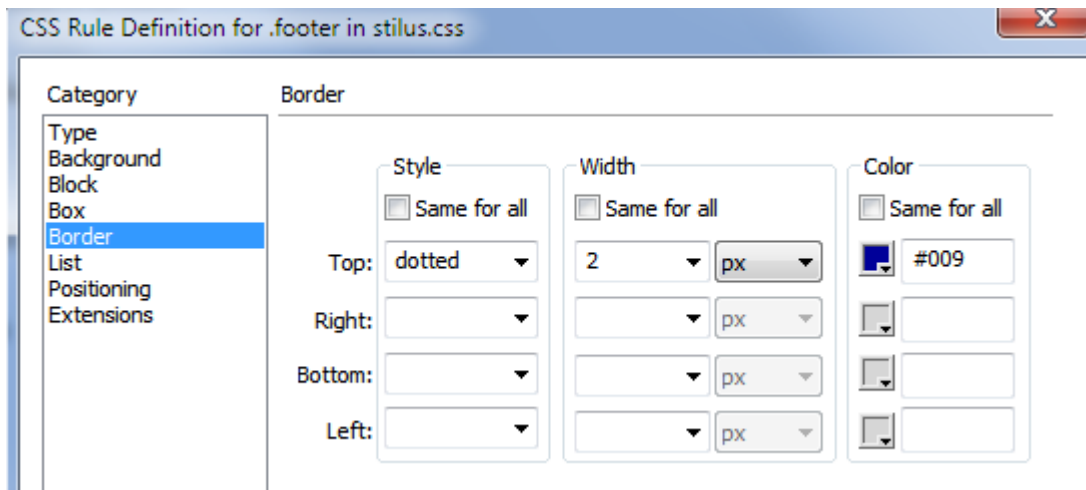 CSS Rule Definition for .footer in stilus.css
Category
Type
Background
Block
Box
Border
List
Positioning
Extensions
Border
Style Width Color
Same for all Same for all Same for all
Top: dotted 2 px #009
Right: px
Bottom: px
Left: px